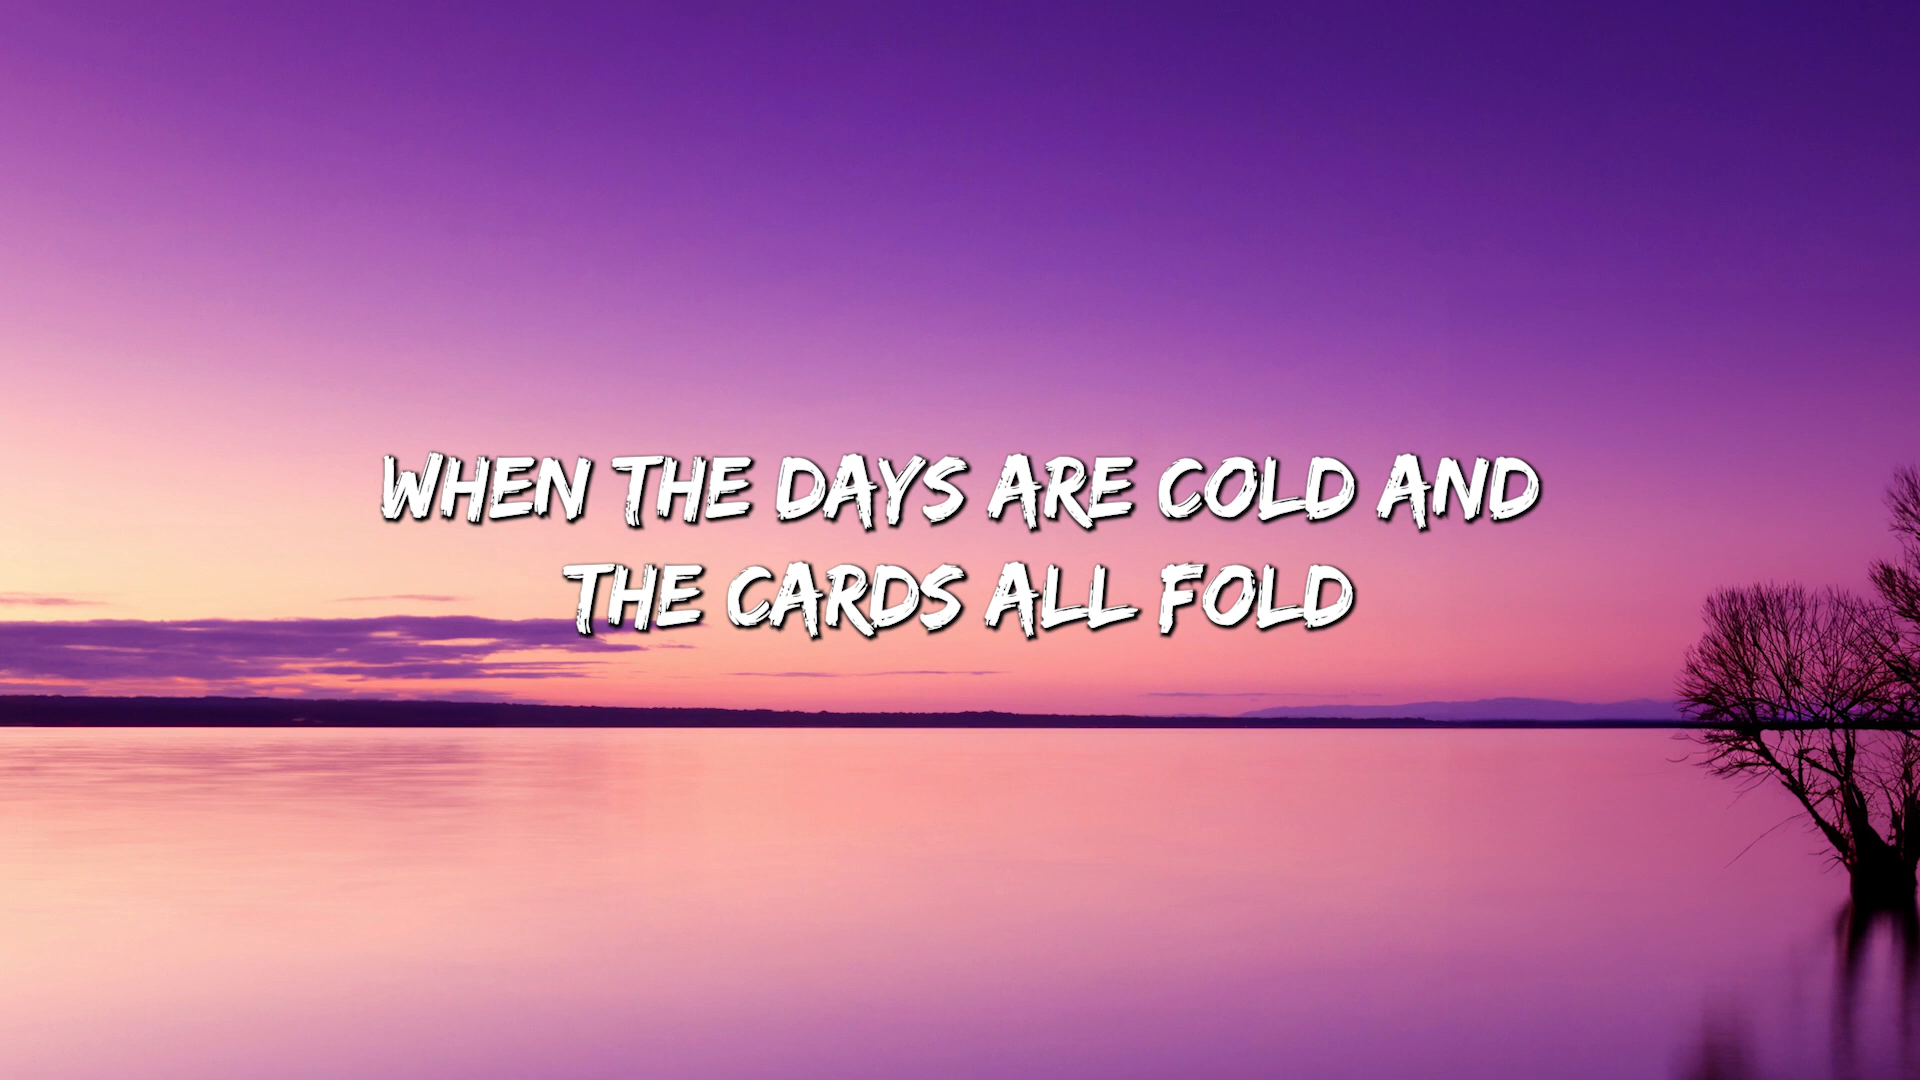 WHEN THE DAYS ARE COLD AND
THE CARDS ALL FOLD